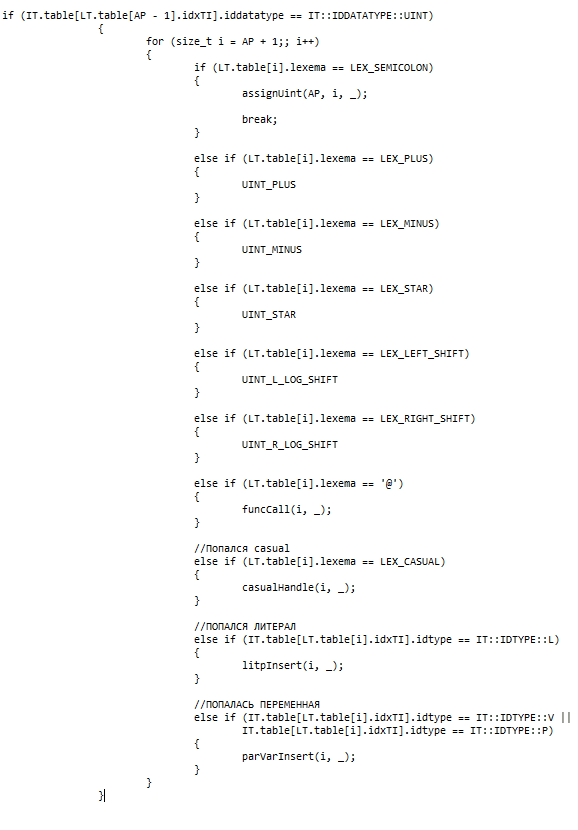 if (IT.table[LT.table[AP - 1].idxTI].iddatatype == IT::IDDATATYPE::UINT)
{
for (size_t i = AP + 1;; i++)
{
if (LT.table[i].lexema == LEX_SEMICOLON)
{
assignUint(AP, i, _);
break;
}
else if (LT.table[i].lexema == LEX_PLUS)
{
UINT_PLUS
}
else if (LT.table[i].lexema == LEX_MINUS)
{
UINT_MINUS
}
else if (LT.table[i].lexema == LEX_STAR)
{
UINT_STAR
}
else if (LT.table[i].lexema == LEX_LEFT_SHIFT)
{
UINT_L_LOG_SHIFT
}
else if (LT.table[i].lexema == LEX_RIGHT_SHIFT)
{
UINT_R_LOG_SHIFT
}
else if (LT.table[i].lexema == '@')
{
funcCall(i, _);
}
//Попался casual
else if (LT.table[i].lexema == LEX_CASUAL)
{
casualHandle(i, _);
}
//ПОПАЛСЯ ЛИТЕРАЛ
else if (IT.table[LT.table[i].idxTI].idtype == IT::IDTYPE::L)
{
litpInsert(i, _);
}
//ПОПАЛАСЬ ПЕРЕМЕННАЯ
else if (IT.table[LT.table[i].idxTI].idtype == IT::IDTYPE::V ||
IT.table[LT.table[i].idxTI].idtype == IT::IDTYPE::P)
{
parVarInsert(i, _);
}
}
}